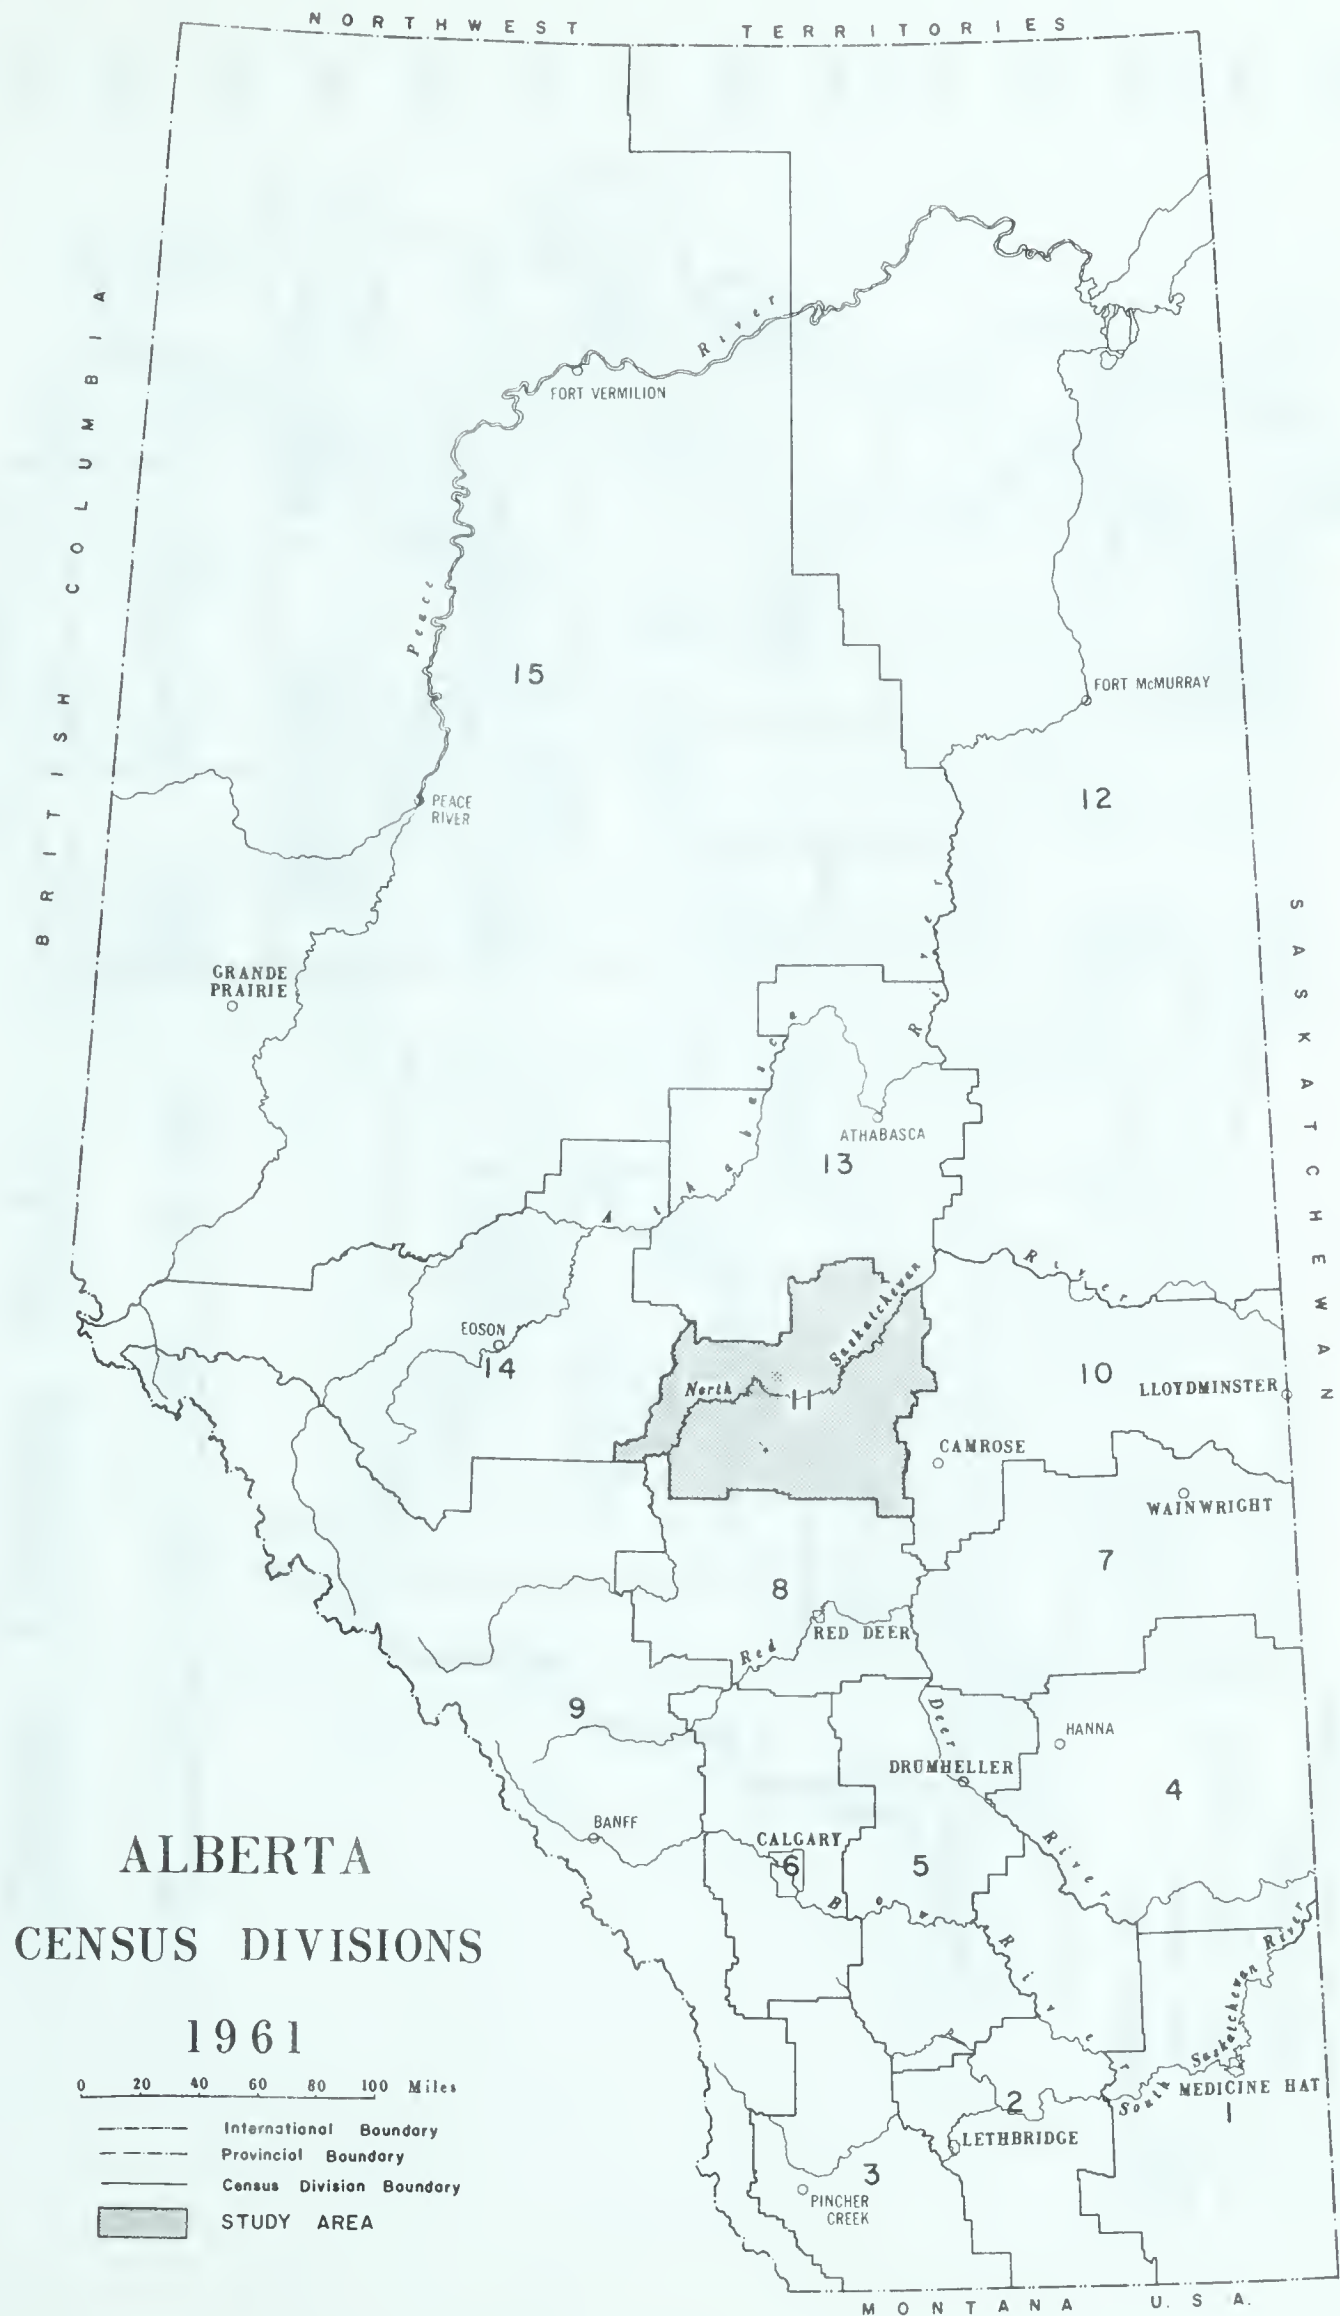 NORTHWEST TERRITORIES
BRITISH COLUMBIA
River
FORT VERMILION
Peace
15
FORT McMURRAY
12
PEACE
RIVER
SASKATCHEWAN
GRANDE
PRAIRIE
River
Athabasca
ATHABASCA
13
River
Saskatchewan
EDSON
14
North
11
10
LLOYDMINSTER
CAMROSE
WAINWRIGHT
7
8
RED DEER
Red
9
Deer
HANNA
DRUMHELLER
4
BANFF
CALGARY
6
5
River
Bow
River
River
Saskatchewan
South
MEDICINE HAT
1
2
LETHBRIDGE
3
PINCHER
CREEK
MONTANA U.S.A.
ALBERTA
CENSUS DIVISIONS
1961
0 20 40 60 80 100 Miles
International Boundary
Provincial Boundary
Census Division Boundary
STUDY AREA